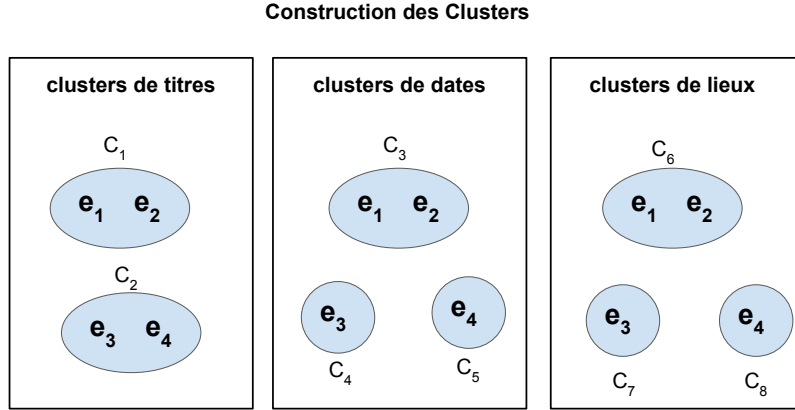 Construction des Clusters
clusters de titres
C1
e1 e2
C2
e3 e4
clusters de dates
C3
e1 e2
e3
e4
C4
C5
clusters de lieux
C6
e1 e2
e3
e4
C7
C8